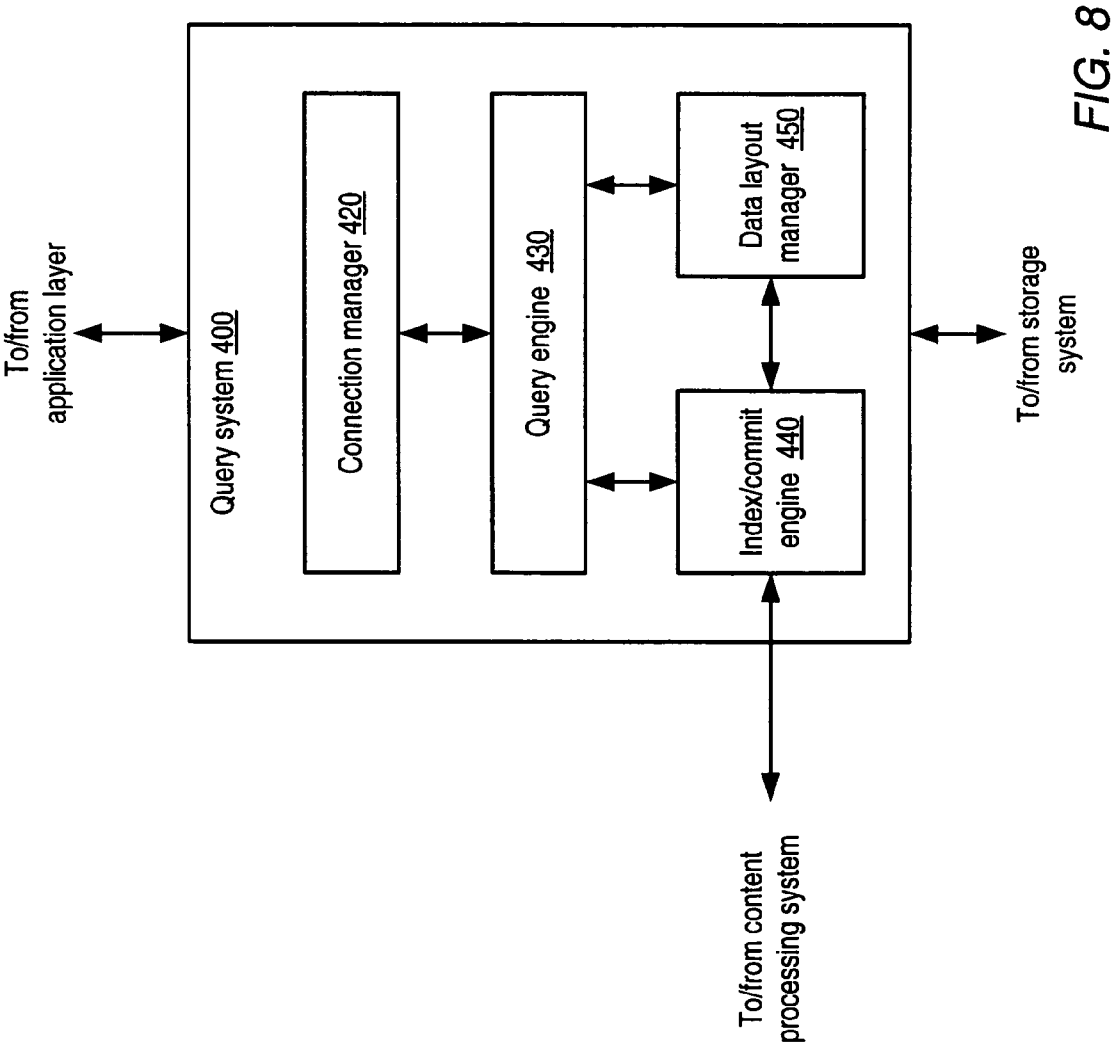 To/from
application layer
Query system 400
Connection manager 420
Query engine 430
Index/commit
engine 440
Data layout
manager 450
To/from content
processing system
To/from storage
system
FIG. 8